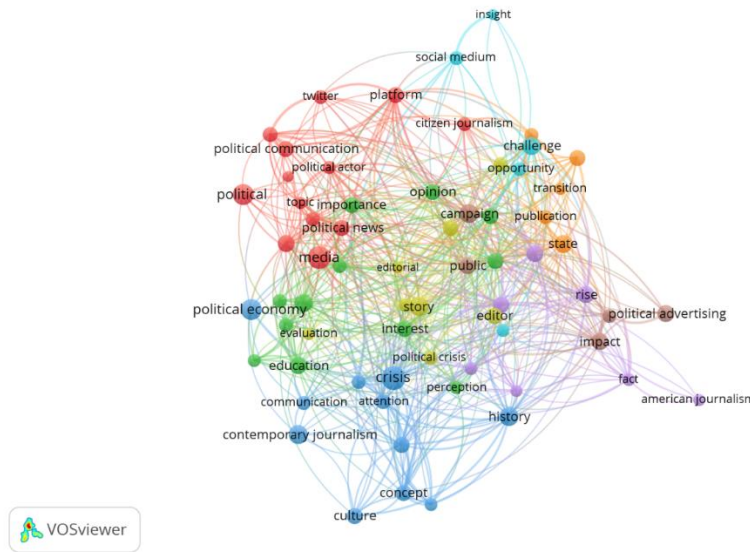 insight
social medium
twitter
platform
citizen journalism
political communication
challenge
political actor
opportunity
political
opinion
transition
topic
importance
campaign
publication
political news
state
media
editorial
public
rise
political economy
story
editor
political advertising
evaluation
interest
impact
political crisis
education
crisis
perception
fact
communication
attention
american journalism
history
contemporary journalism
concept
culture
VOSviewer